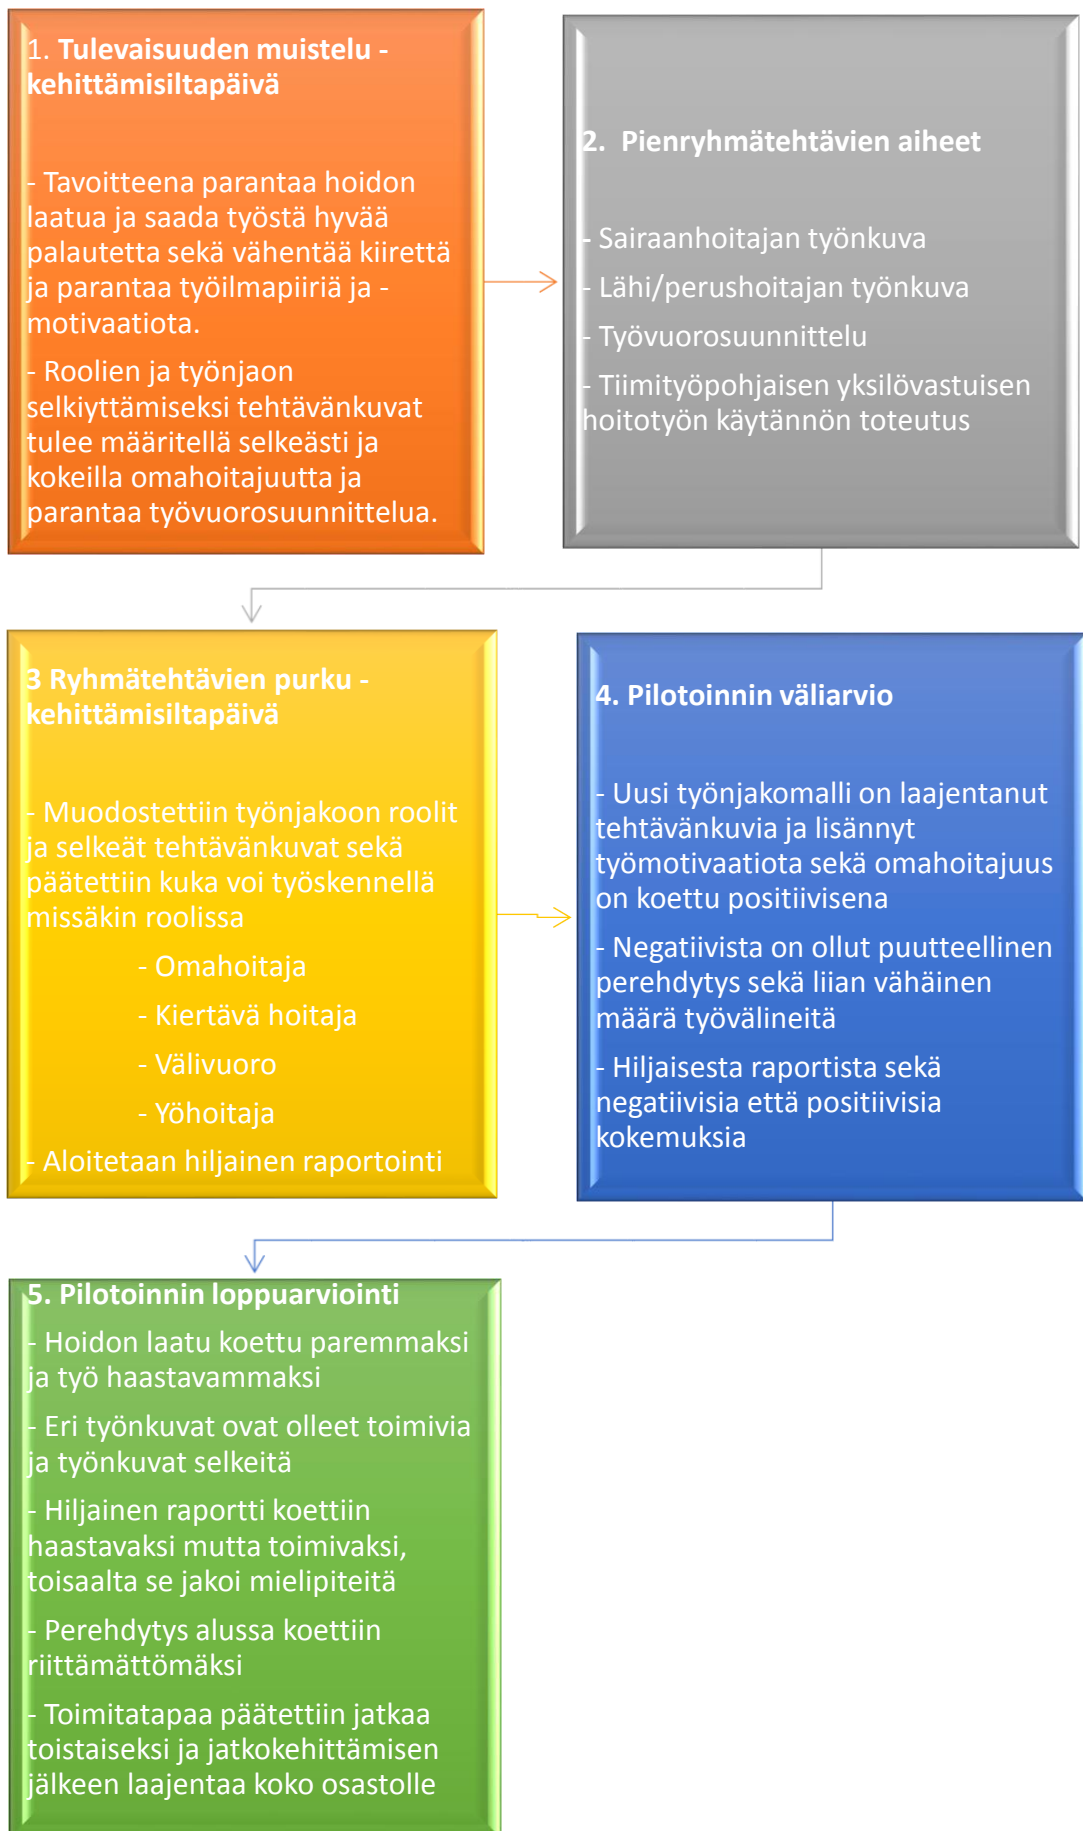 1. Tulevaisuuden muistelu -
kehittämisiltapäivä
- Tavoitteena parantaa hoidon
laatua ja saada työstä hyvää
palautetta sekä vähentää kiirettä
ja parantaa työilmapiiriä ja -
motivaatiota.
- Roolien ja työnjaon
selkiyttämiseksi tehtävänkuvat
tulee määritellä selkeästi ja
kokeilla omahoitajuutta ja
parantaa työvuorosuunnittelua.
2. Pienryhmätehtävien aiheet
- Sairaanhoitajan työnkuva
- Lähi/perushoitajan työnkuva
- Työvuorosuunnittelu
- Tiimityöpohjaisen yksilövastuisen
hoitotyön käytännön toteutus
3 Ryhmätehtävien purku -
kehittämisiltapäivä
- Muodostettiin työnjakoon roolit
ja selkeät tehtävänkuvat sekä
päätettiin kuka voi työskennellä
missäkin roolissa
- Omahoitaja
- Kiertävä hoitaja
- Välivuoro
- Yöhoitaja
- Aloitetaan hiljainen raportointi
4. Pilotoinnin väliarvio
- Uusi työnjakomalli on laajentanut
tehtävänkuvia ja lisännyt
työmotivaatiota sekä omahoitajuus
on koettu positiivisena
- Negatiivista on ollut puutteellinen
perehdytys sekä liian vähäinen
määrä työvälineitä
- Hiljaisesta raportista sekä
negatiivisia että positiivisia
kokemuksia
5. Pilotoinnin loppuarviointi
- Hoidon laatu koettu paremmaksi
ja työ haastavammaksi
- Eri työnkuvat ovat olleet toimivia
ja työnkuvat selkeitä
- Hiljainen raportti koettiin
haastavaksi mutta toimivaksi,
toisaalta se jakoi mielipiteitä
- Perehdytys alussa koettiin
riittämättömäksi
- Toimitatapaa päätettiin jatkaa
toistaiseksi ja jatkokehittämisen
jälkeen laajentaa koko osastolle